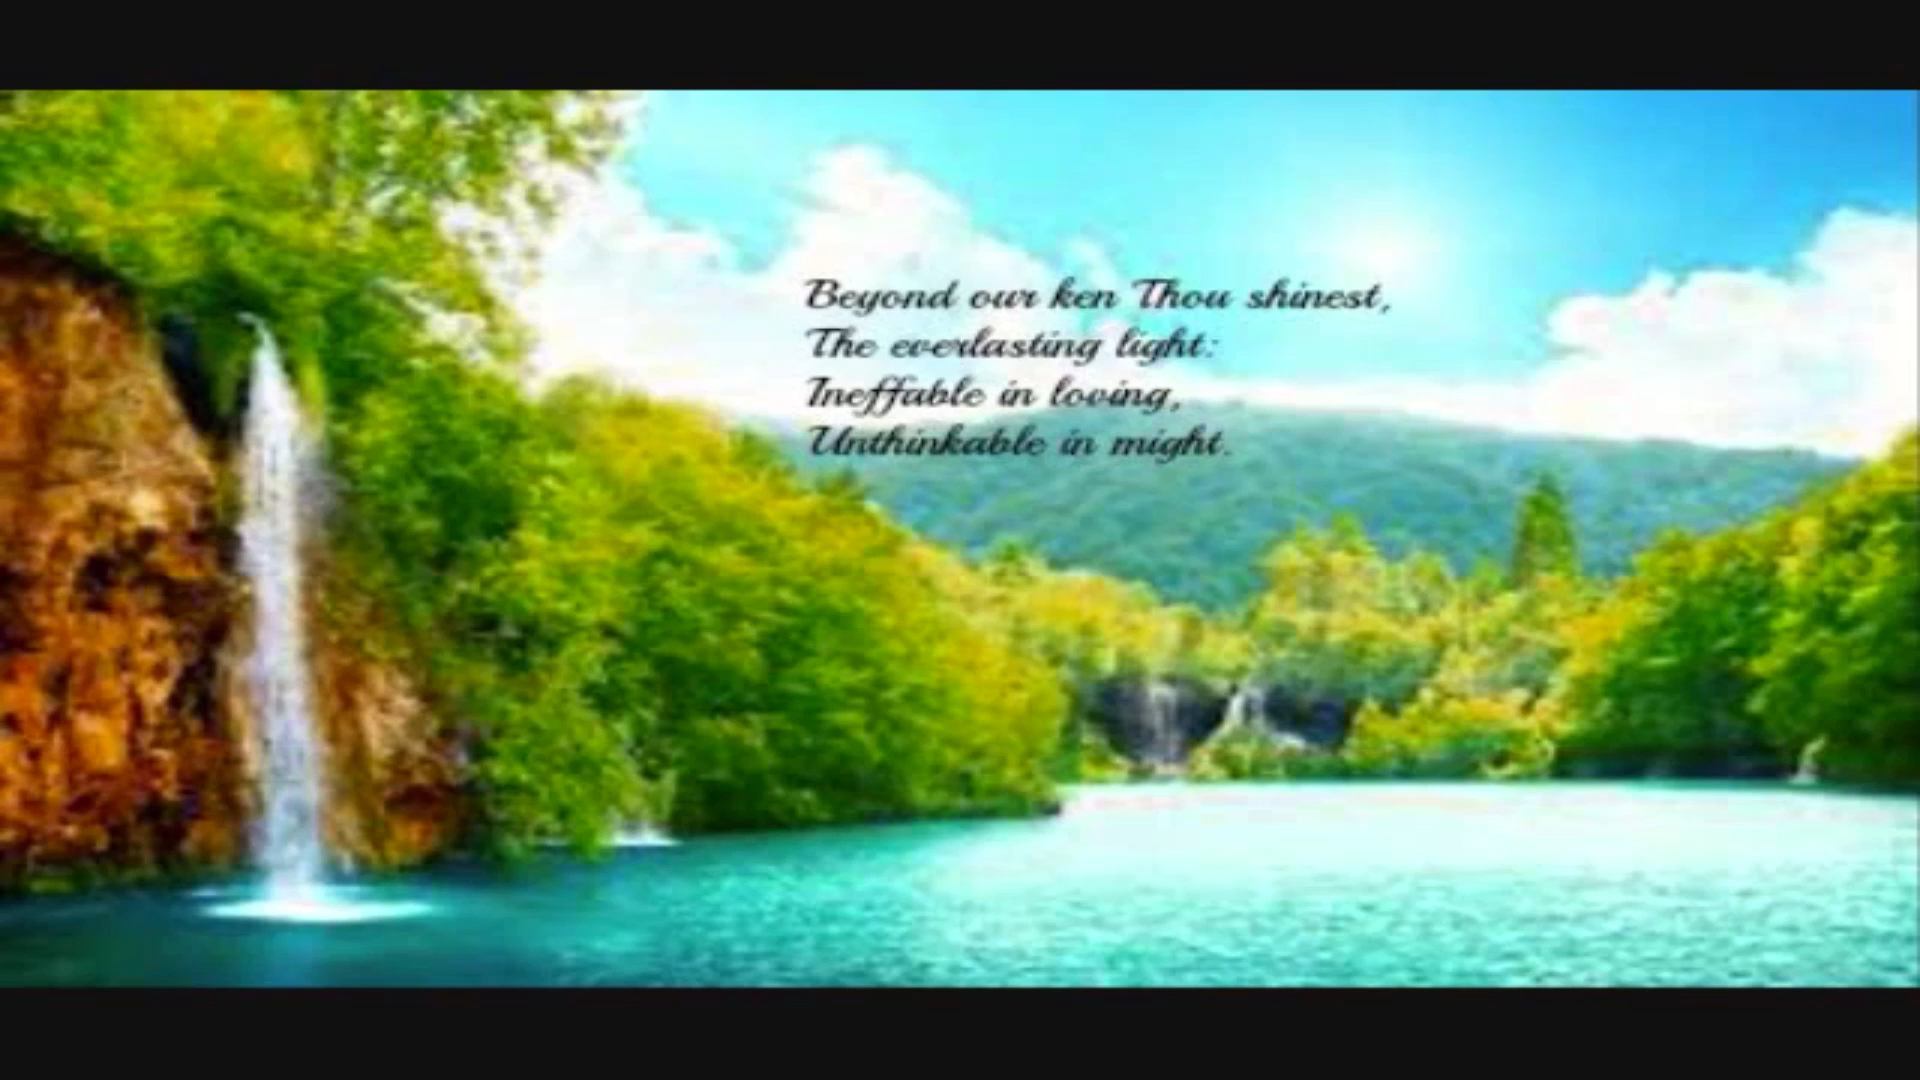 Beyond our ken Thou shinest,
The everlasting light:
Ineffable in loving,
Unthinkable in might.